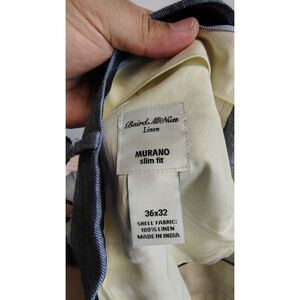 Baird McNutt
Linen
MURANO
slim fit
36x32
SHELL FABRIC:
100% LINEN
MADE IN INDIA